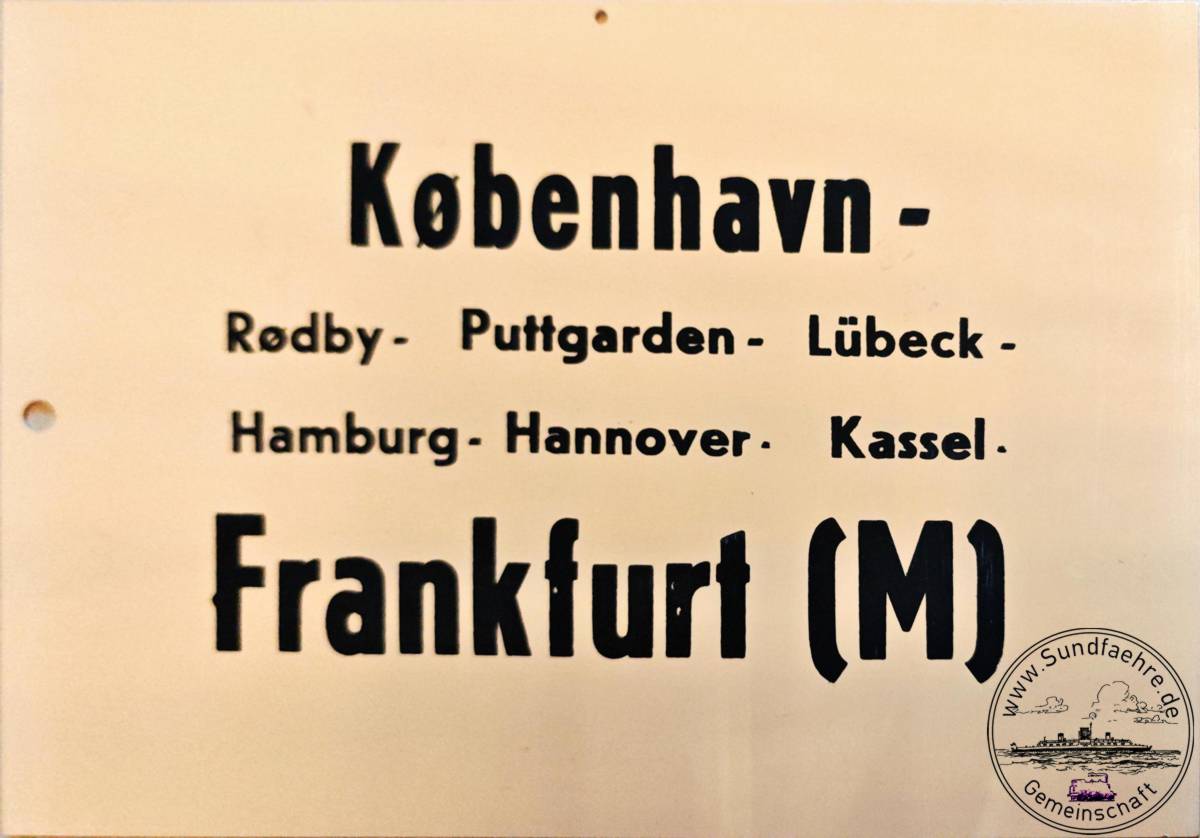 København -
Rødby - Puttgarden - Lübeck -
Hamburg - Hannover - Kassel -
Frankfurt (M)
www.Sundfaehre.de
Gemeinschaft